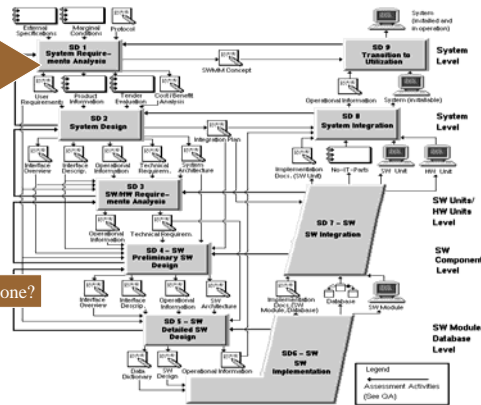 External
Specifications
Marginal
Conditions
Protocol
System
(installed and
in operation)
SD 1
System Require-
ments Analysis
SD 9
Transition to
Utilization
System
Level
SWMM Concept
User
Requirements
Product
Information
Tender
Evaluation
Cost/Benefit
Analysis
Operational Information
System (installable)
SD 2
System Design
SD 8
System Integration
System
Level
Integration Plan
Interface
Overview
Interface
Descrip.
Operational
Information
Technical
Requirem.
System
Architecture
Implementation
Docs. (SW Unit)
No-IT-Parts
SW Unit
HW Unit
SD 3
SW/HW Require-
ments Analysis
SW Units/
HW Units
Level
Operational
Information
Technical Requirem.
SD 7 - SW
SW Integration
SD 4 - SW
Preliminary SW
Design
SW
Component
Level
one?
Interface
Overview
Interface
Descrip.
Operational
Information
SW
Architecture
Implementation
Docs (SW
Module, Database)
Database
SW Module
SD 5 - SW
Detailed SW
Design
SW Module
Database
Level
Data
Dictionary
SW
Design
Operational Information
SD6 - SW
SW
Implementation
Legend
Assessment Activities
(See QA)